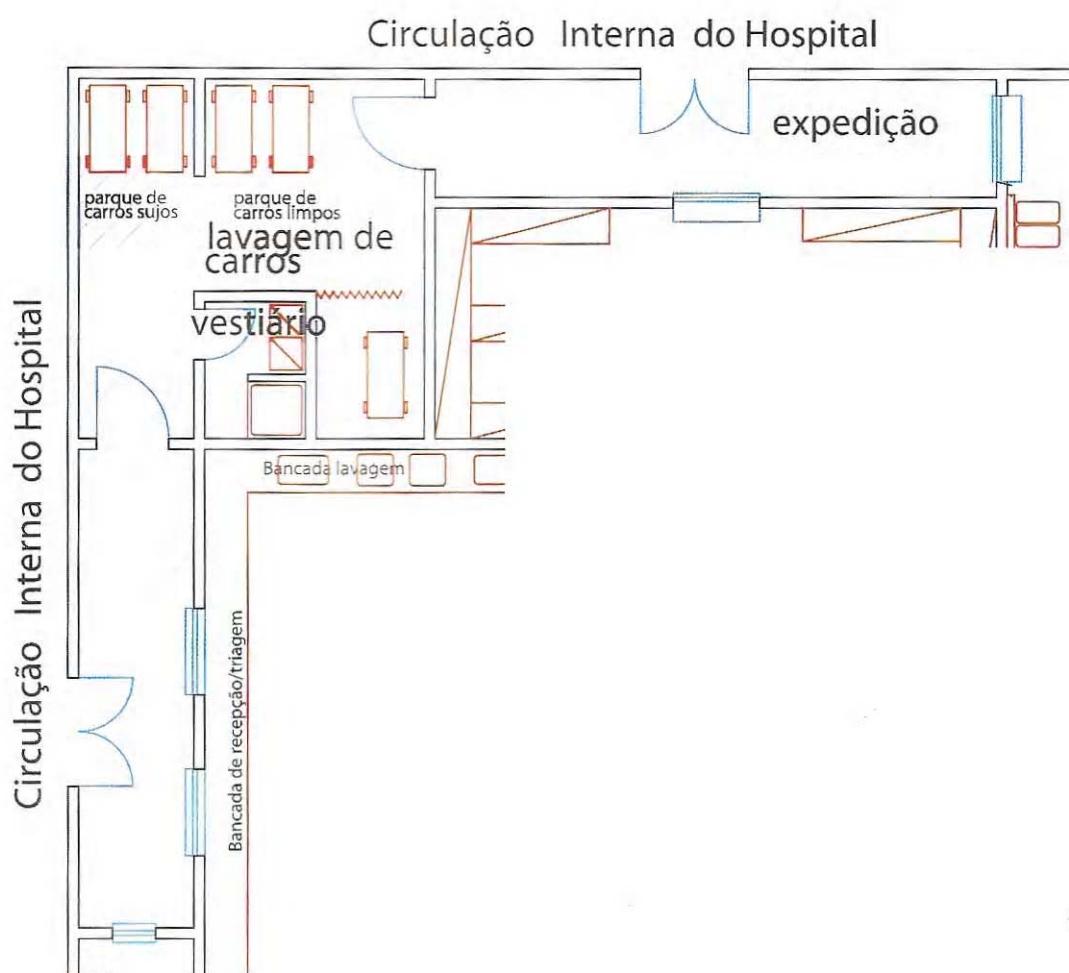 Circulação Interna do Hospital
expedição
parque de
carros sujos
parque de
carros limpos
lavagem de
carros
vestiário
Circulação Interna do Hospital
Bancada lavagem
Bancada de recepção/triagem